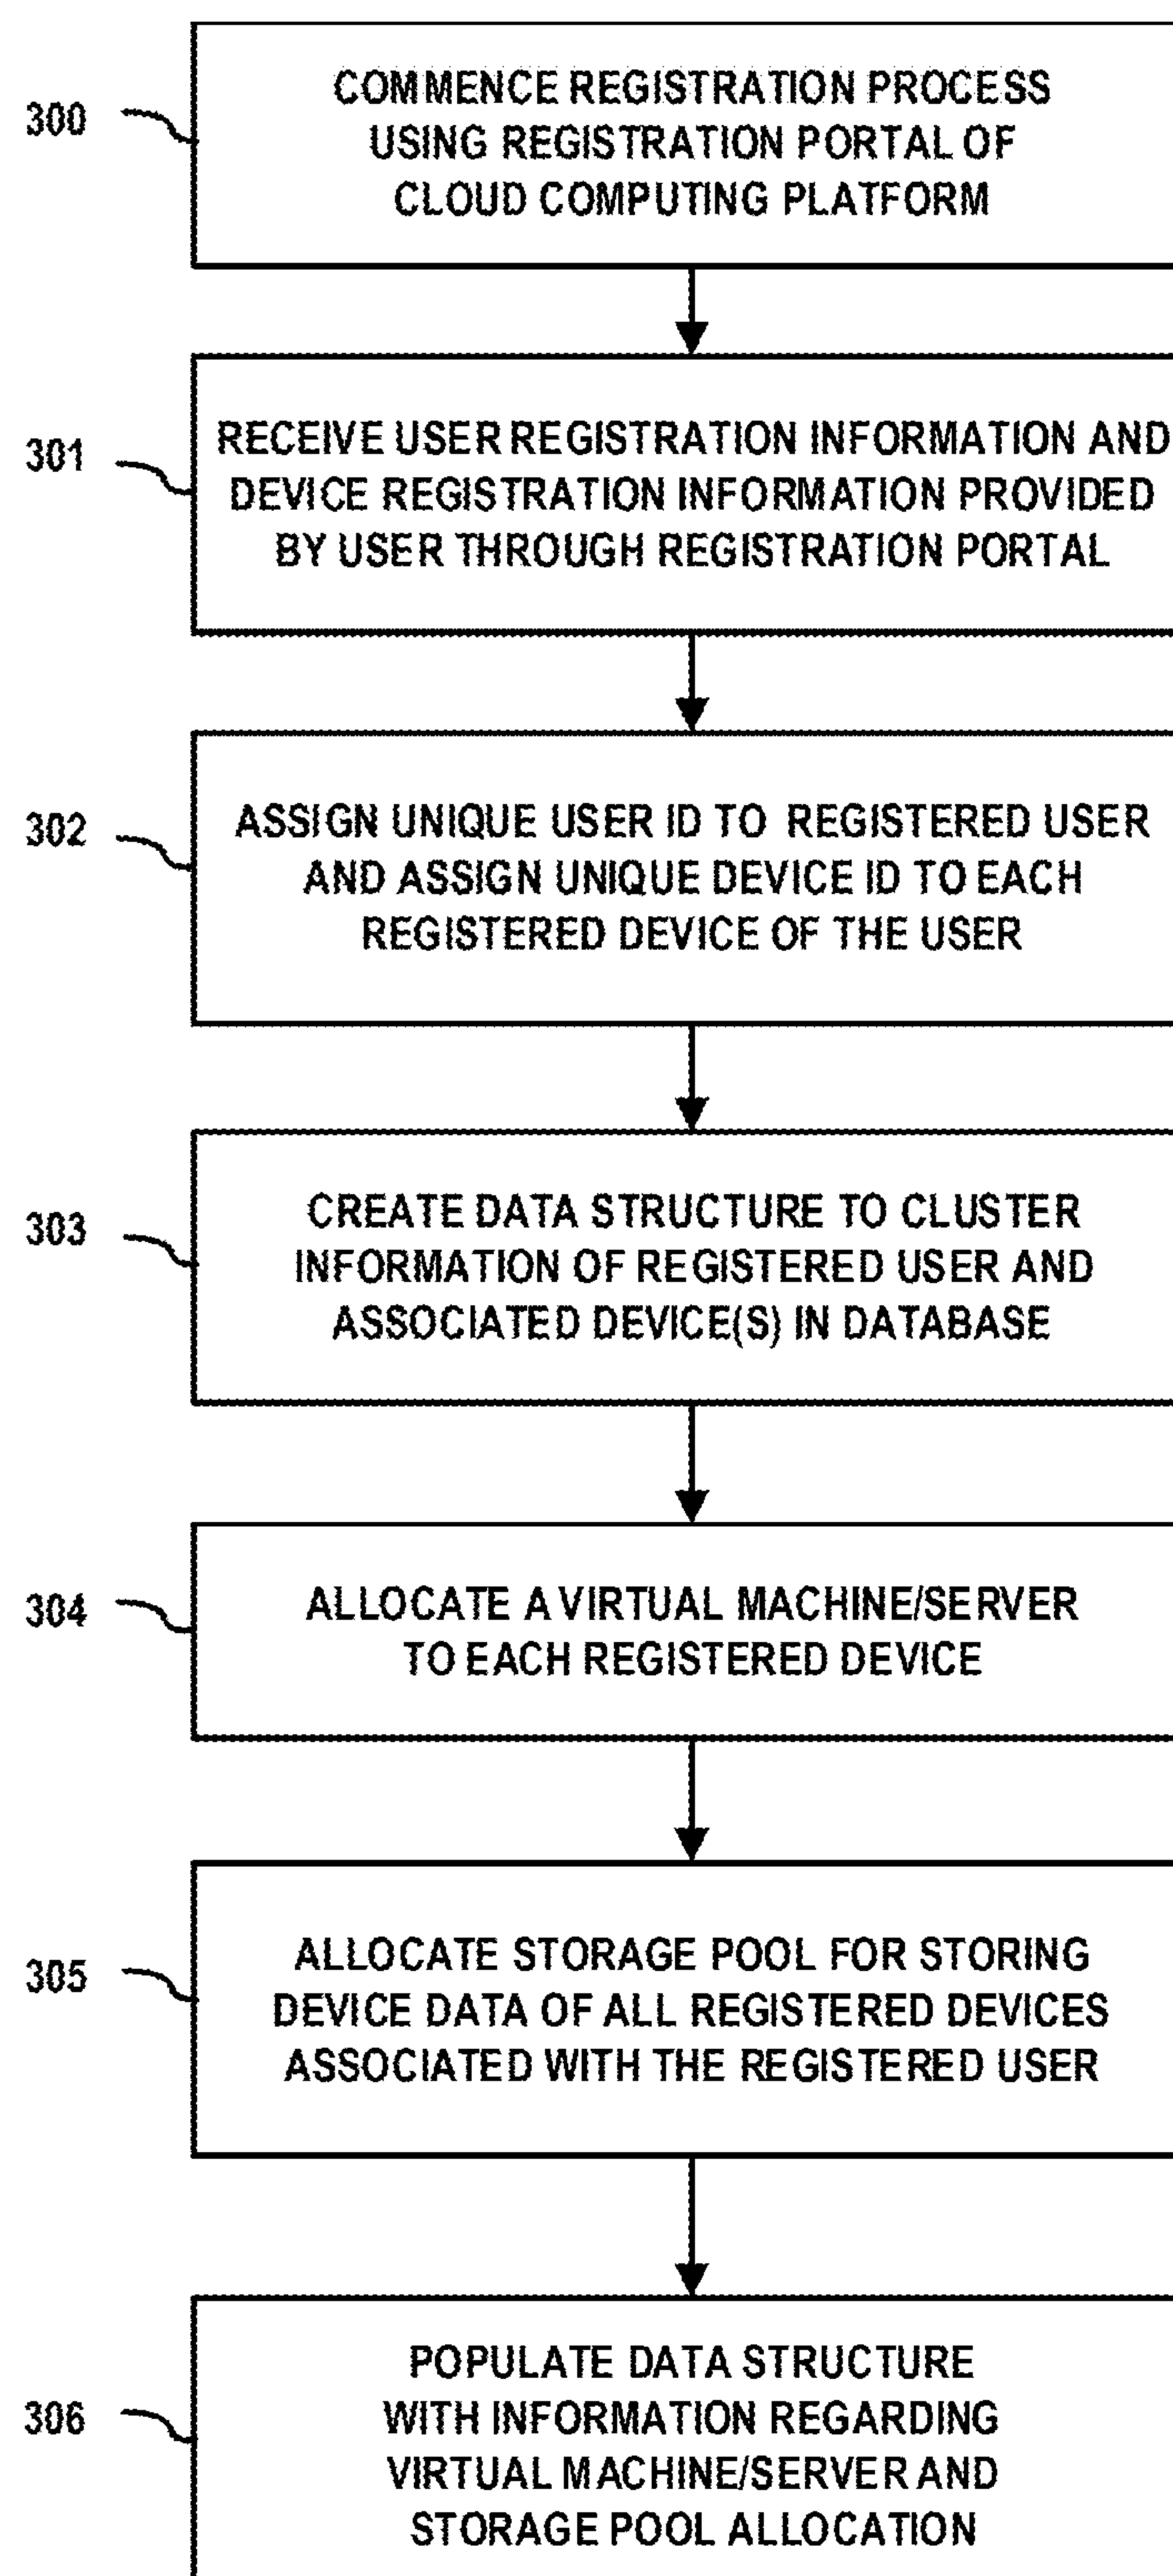 300
COMMENCE REGISTRATION PROCESS
USING REGISTRATION PORTAL OF
CLOUD COMPUTING PLATFORM
301
RECEIVE USER REGISTRATION INFORMATION AND
DEVICE REGISTRATION INFORMATION PROVIDED
BY USER THROUGH REGISTRATION PORTAL
302
ASSIGN UNIQUE USER ID TO REGISTERED USER
AND ASSIGN UNIQUE DEVICE ID TO EACH
REGISTERED DEVICE OF THE USER
303
CREATE DATA STRUCTURE TO CLUSTER
INFORMATION OF REGISTERED USER AND
ASSOCIATED DEVICE(S) IN DATABASE
304
ALLOCATE A VIRTUAL MACHINE/SERVER
TO EACH REGISTERED DEVICE
305
ALLOCATE STORAGE POOL FOR STORING
DEVICE DATA OF ALL REGISTERED DEVICES
ASSOCIATED WITH THE REGISTERED USER
306
POPULATE DATA STRUCTURE
WITH INFORMATION REGARDING
VIRTUAL MACHINE/SERVER AND
STORAGE POOL ALLOCATION